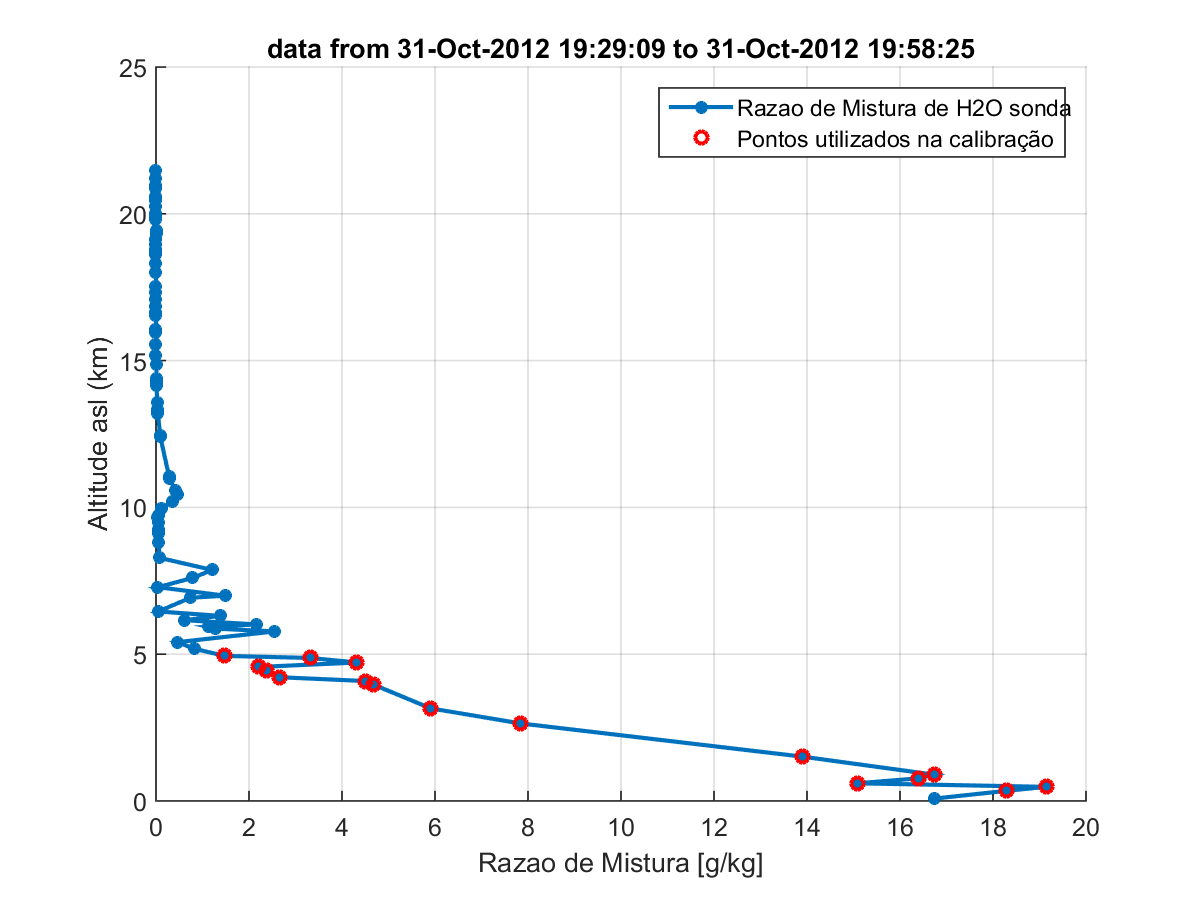 data from 31-Oct-2012 19:29:09 to 31-Oct-2012 19:58:25
25
20
15
10
5
0
Altitude asl (km)
Razao de Mistura de H2O sonda
Pontos utilizados na calibração
0 2 4 6 8 10 12 14 16 18 20
Razao de Mistura [g/kg]